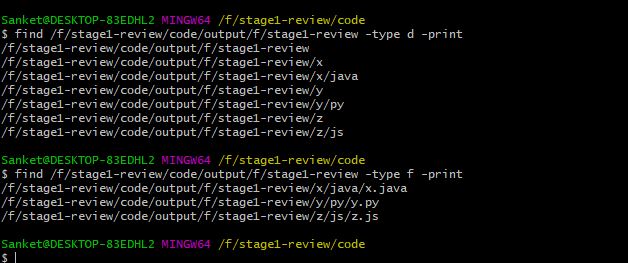 Sanket@DESKTOP-83EDHL2 MINGW64 /f/stage1-review/code
$ find /f/stage1-review/code/output/f/stage1-review -type d -print
/f/stage1-review/code/output/f/stage1-review
/f/stage1-review/code/output/f/stage1-review/x
/f/stage1-review/code/output/f/stage1-review/x/java
/f/stage1-review/code/output/f/stage1-review/y
/f/stage1-review/code/output/f/stage1-review/y/py
/f/stage1-review/code/output/f/stage1-review/z
/f/stage1-review/code/output/f/stage1-review/z/js
Sanket@DESKTOP-83EDHL2 MINGW64 /f/stage1-review/code
$ find /f/stage1-review/code/output/f/stage1-review -type f -print
/f/stage1-review/code/output/f/stage1-review/x/java/x.java
/f/stage1-review/code/output/f/stage1-review/y/py/y.py
/f/stage1-review/code/output/f/stage1-review/z/js/z.js
Sanket@DESKTOP-83EDHL2 MINGW64 /f/stage1-review/code
$